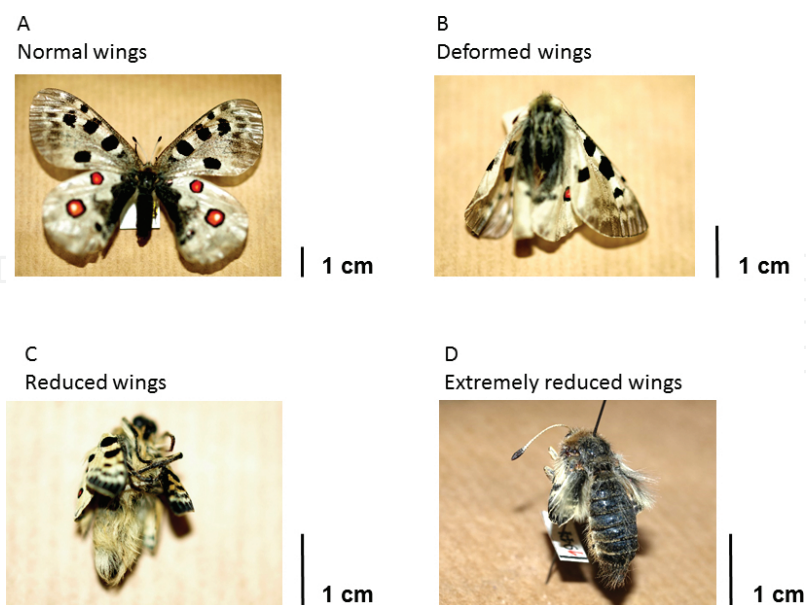 A
Normal wings
B
Deformed wings
1 cm
1 cm
C
Reduced wings
D
Extremely reduced wings
1 cm
1 cm